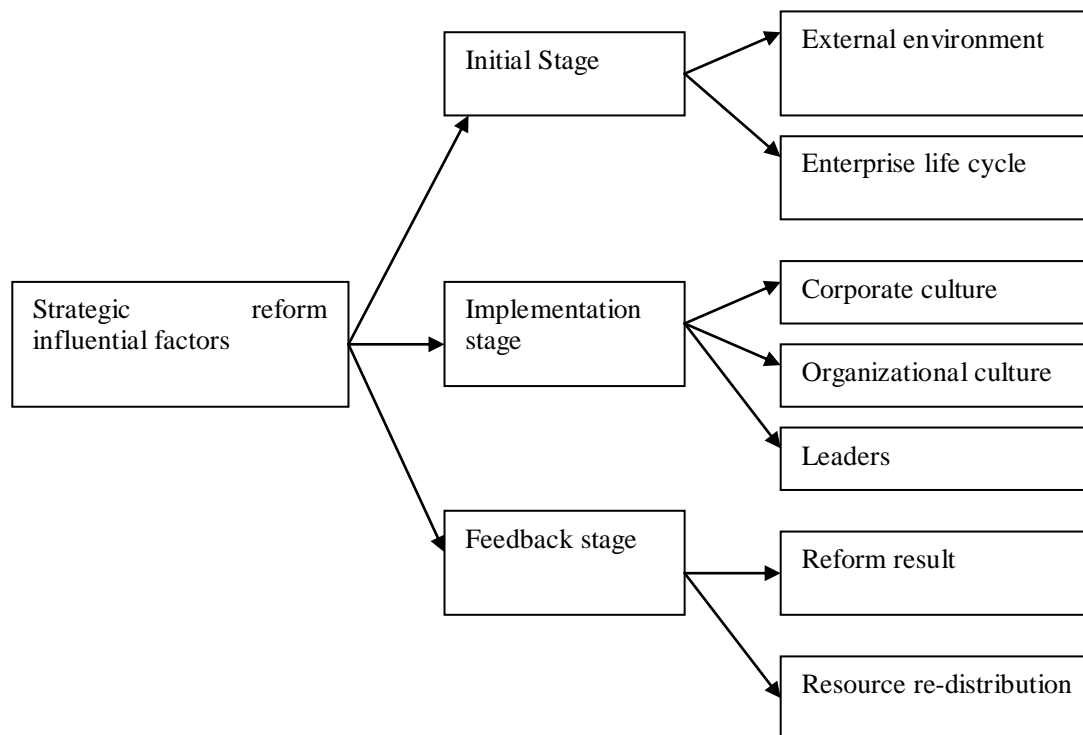 Strategic reform
influential factors
Initial Stage
External environment
Enterprise life cycle
Implementation
stage
Corporate culture
Organizational culture
Leaders
Feedback stage
Reform result
Resource re-distribution